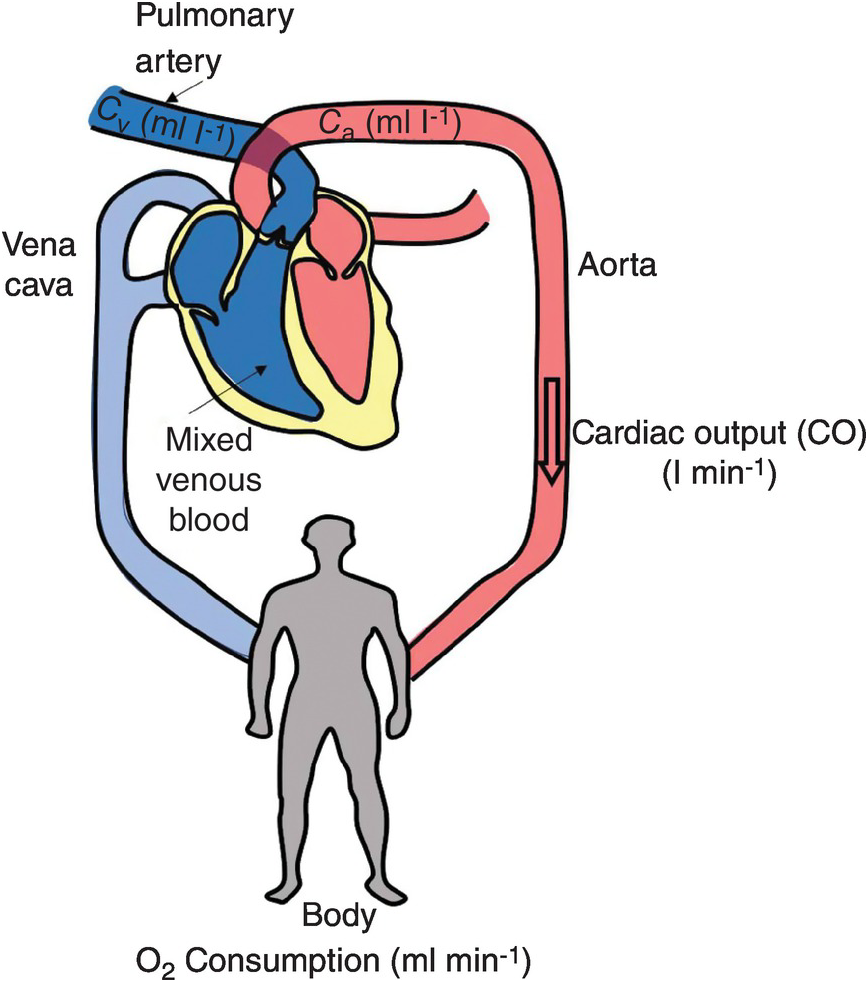 Pulmonary
artery
Cᵥ (ml l⁻¹)
Cₐ (ml l⁻¹)
Vena
cava
Aorta
Cardiac output (CO)
(l min⁻¹)
Mixed
venous
blood
Body
O₂ Consumption (ml min⁻¹)